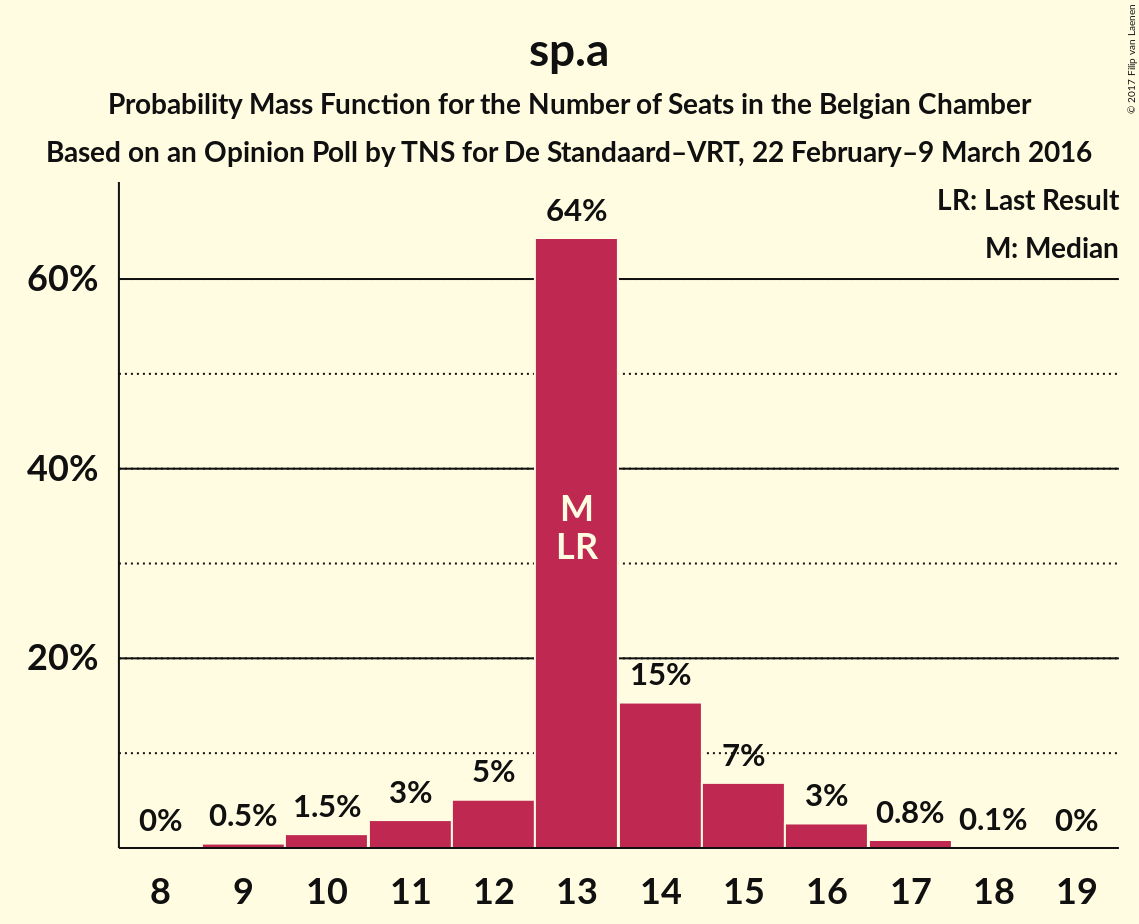 sp.a
Probability Mass Function for the Number of Seats in the Belgian Chamber
Based on an Opinion Poll by TNS for De Standaard–VRT, 22 February–9 March 2016
© 2017 Filip van Laenen
LR: Last Result
M: Median
60%
40%
20%
0%
0.5%
1.5%
3%
5%
64%
M
LR
15%
7%
3%
0.8%
0.1%
0%
8 9 10 11 12 13 14 15 16 17 18 19